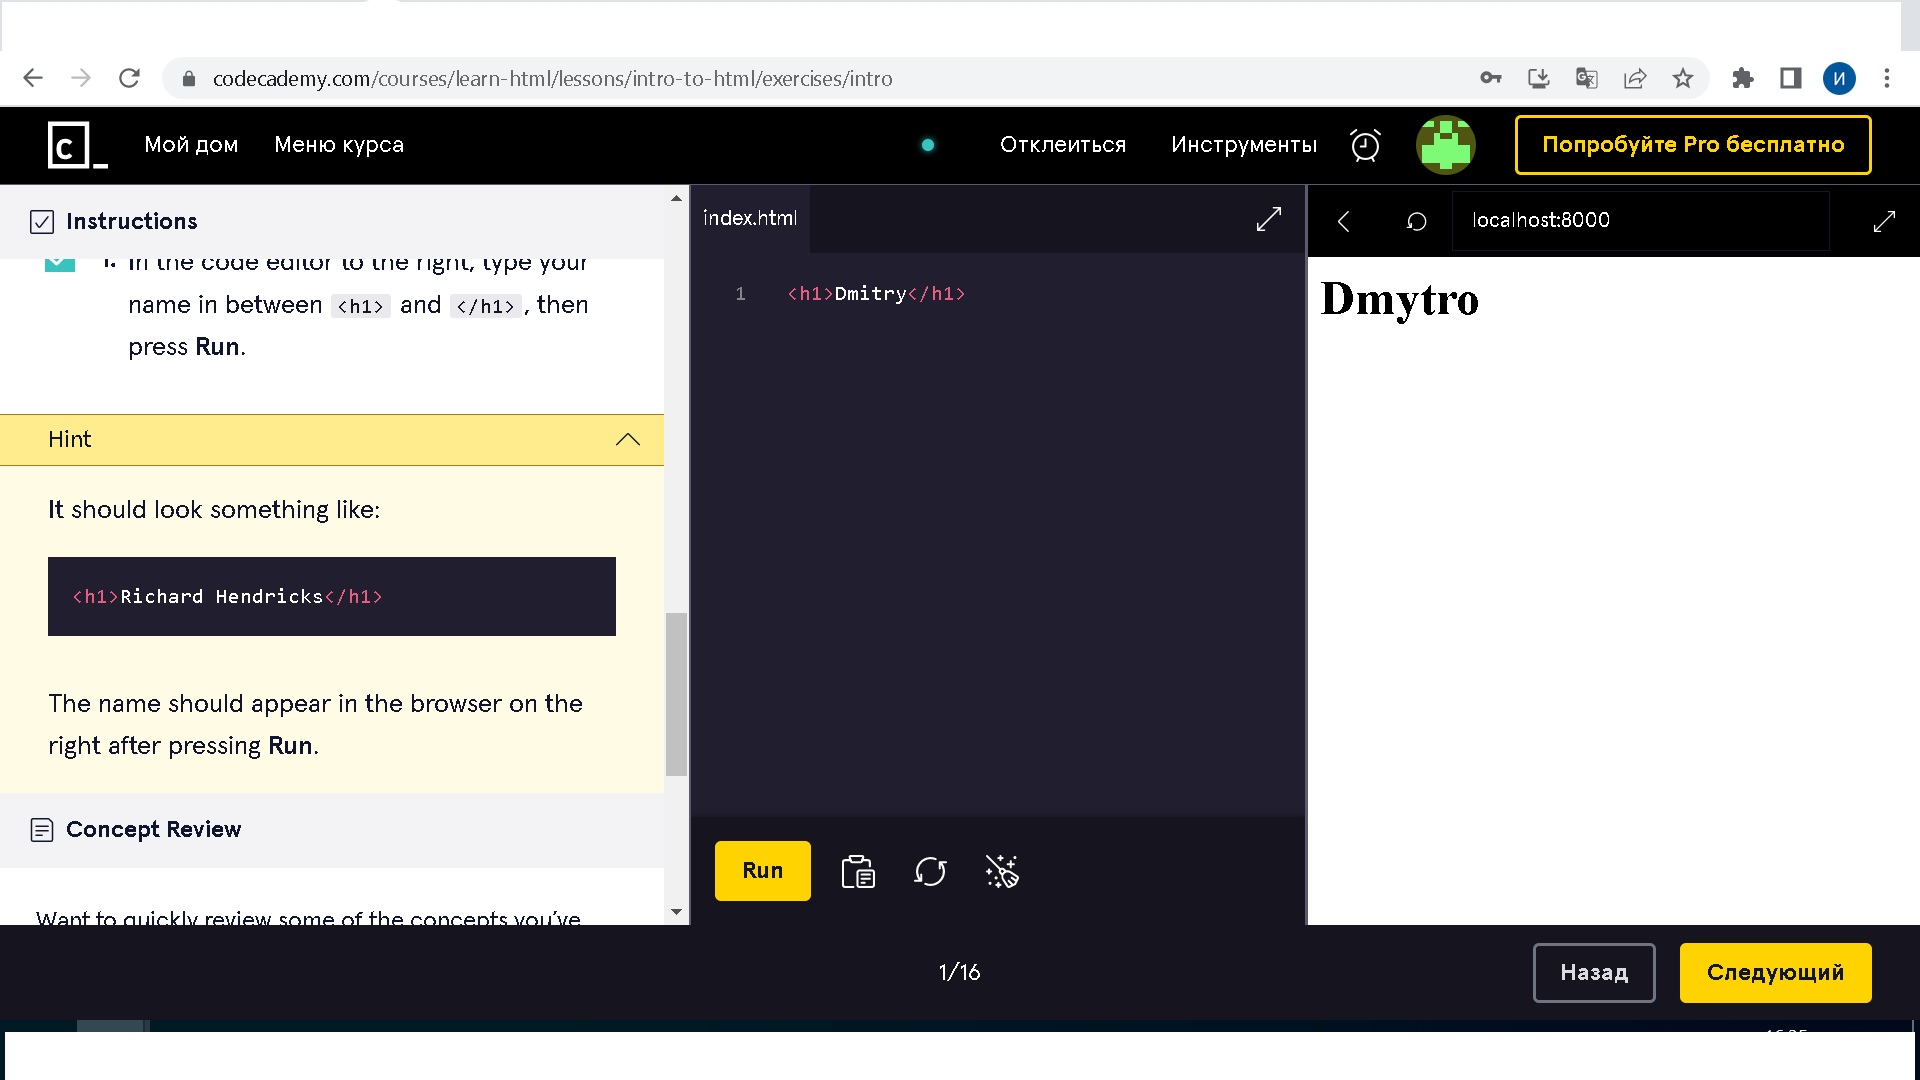 codecademy.com/courses/learn-html/lessons/intro-to-html/exercises/intro
И
c_
Мой дом
Меню курса
Отклеиться
Инструменты
Попробуйте Pro бесплатно
Instructions
1. In the code editor to the right, type your
name in between <h1> and </h1>, then
press Run.
Hint
It should look something like:
<h1>Richard Hendricks</h1>
The name should appear in the browser on the
right after pressing Run.
Concept Review
Want to quickly review some of the concepts you've
index.html
1 <h1>Dmitry</h1>
Run
localhost:8000
Dmytro
1/16
Назад
Следующий